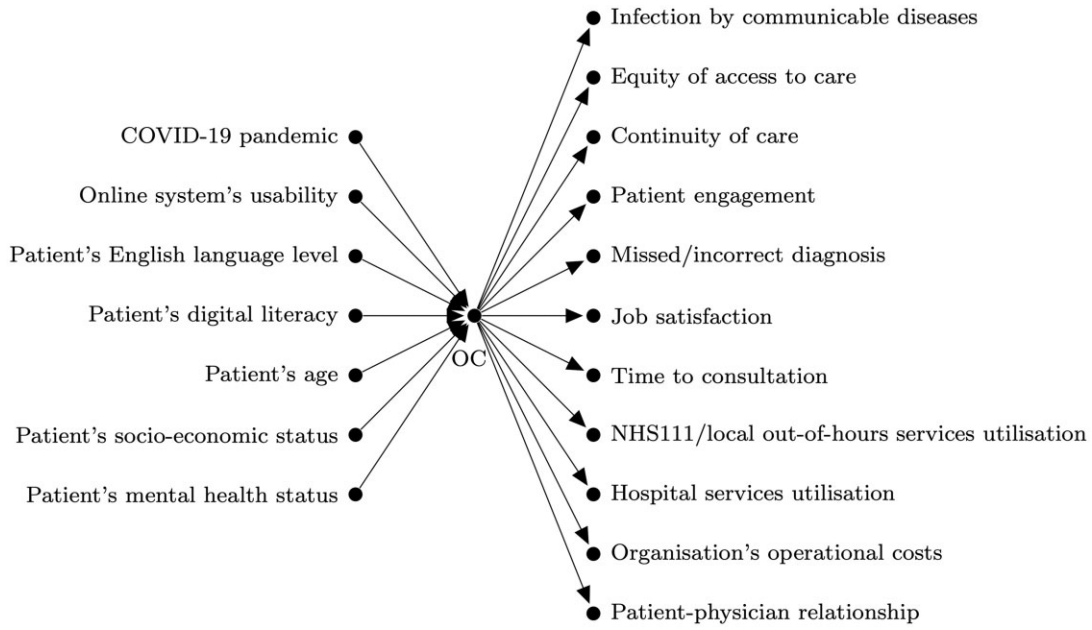 COVID-19 pandemic
Online system's usability
Patient's English language level
Patient's digital literacy
Patient's age
Patient's socio-economic status
Patient's mental health status
OC
Infection by communicable diseases
Equity of access to care
Continuity of care
Patient engagement
Missed/incorrect diagnosis
Job satisfaction
Time to consultation
NHS111/local out-of-hours services utilisation
Hospital services utilisation
Organisation's operational costs
Patient-physician relationship